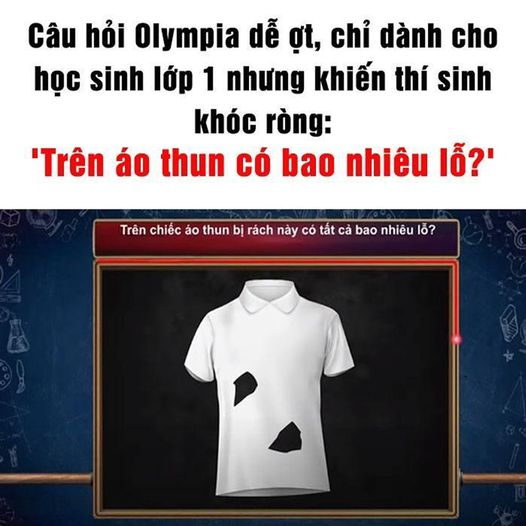 Câu hỏi Olympia dễ ợt, chỉ dành cho
học sinh lớp 1 nhưng khiến thí sinh
khóc ròng:
'Trên áo thun có bao nhiêu lỗ?'
Trên chiếc áo thun bị rách này có tất cả bao nhiêu lỗ?